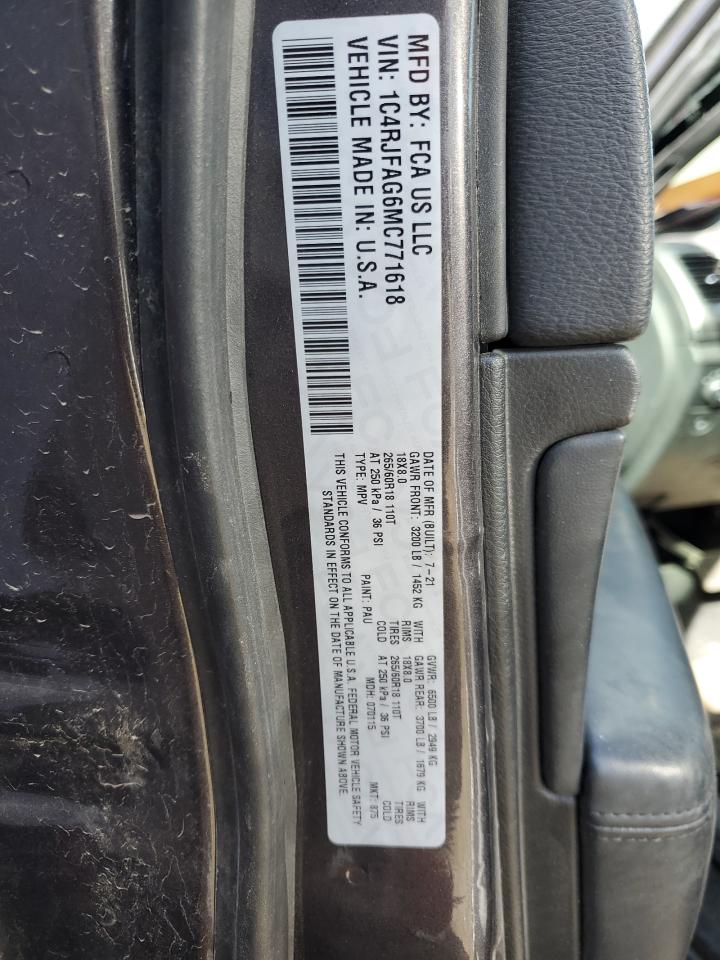 MFD BY: FCA US LLC
VIN: 1C4RJFAG6MC771618
VEHICLE MADE IN: U.S.A.
DATE OF MFR (BUILT): 7-21 GVWR: 6500 LB / 2949 KG
GAWR FRONT: 3200 LB / 1452 KG WITH GAWR REAR: 3700 LB / 1679 KG WITH
18X8.0 RIMS 18X8.0 RIMS
265/60R18 110T TIRES 265/60R18 110T TIRES
AT 250 kPa / 36 PSI COLD AT 250 kPa / 36 PSI COLD
TYPE: MPV PAINT: PAU MDH: 070115 MKT: 875
THIS VEHICLE CONFORMS TO ALL APPLICABLE U.S.A. FEDERAL MOTOR VEHICLE SAFETY
STANDARDS IN EFFECT ON THE DATE OF MANUFACTURE SHOWN ABOVE.